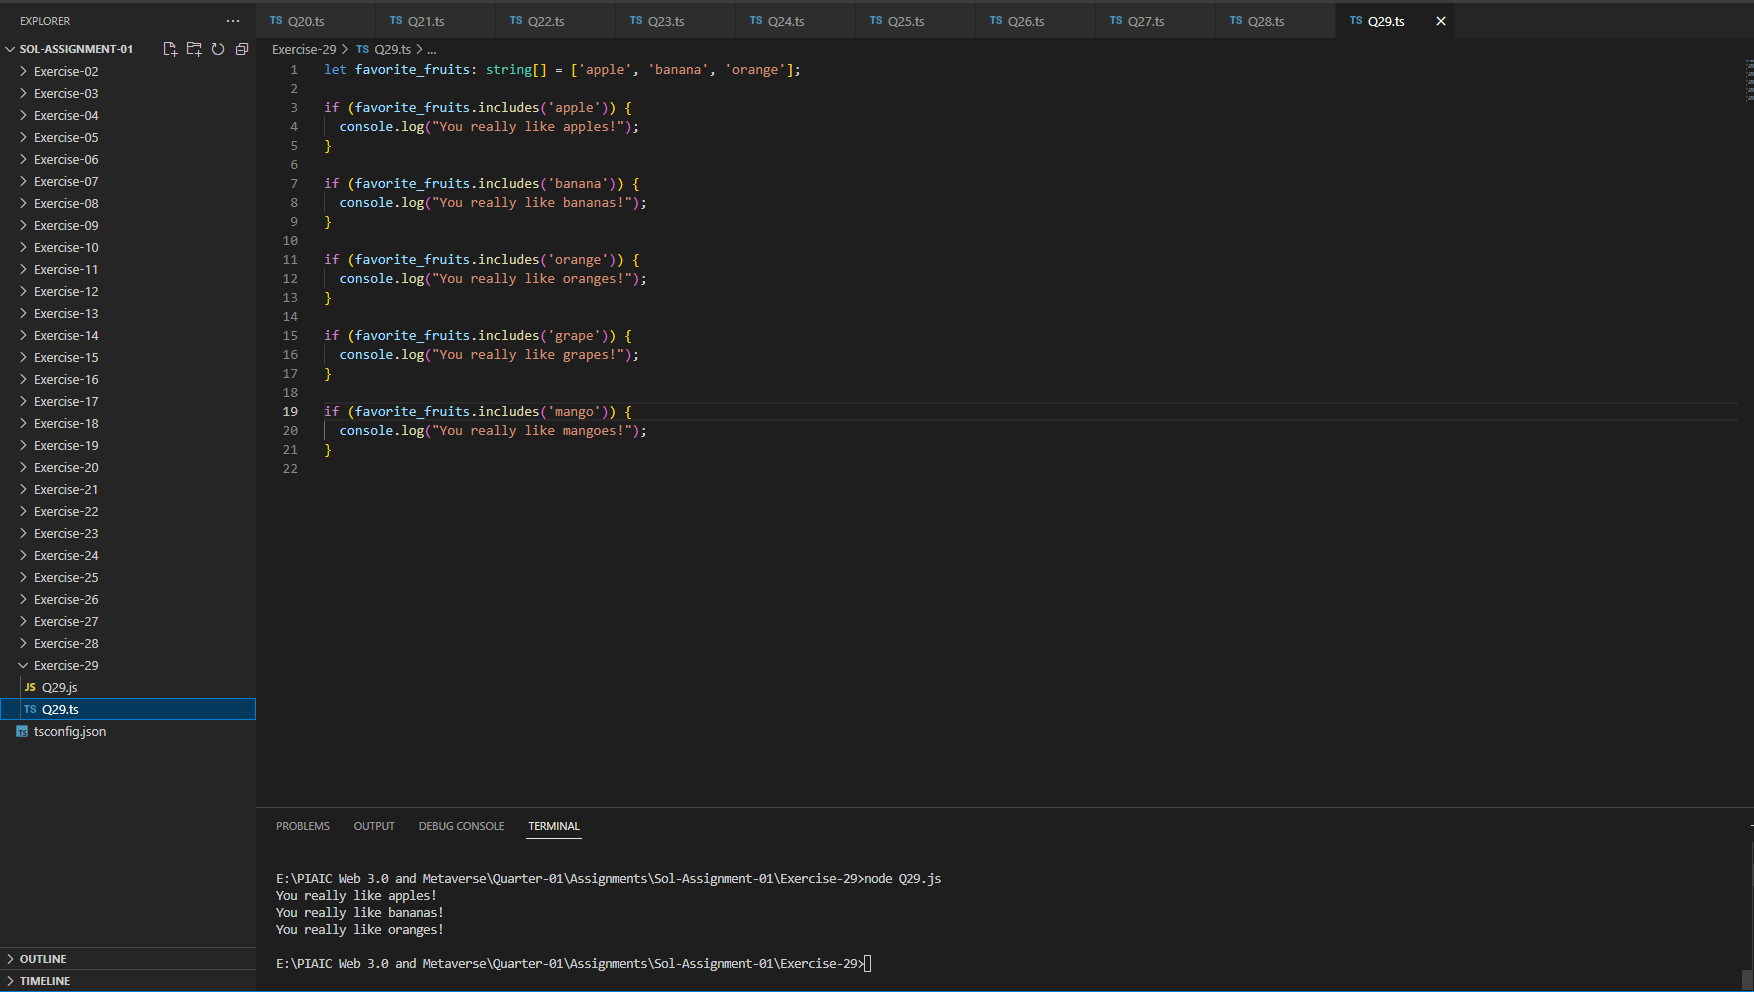 EXPLORER
SOL-ASSIGNMENT-01
Exercise-02
Exercise-03
Exercise-04
Exercise-05
Exercise-06
Exercise-07
Exercise-08
Exercise-09
Exercise-10
Exercise-11
Exercise-12
Exercise-13
Exercise-14
Exercise-15
Exercise-16
Exercise-17
Exercise-18
Exercise-19
Exercise-20
Exercise-21
Exercise-22
Exercise-23
Exercise-24
Exercise-25
Exercise-26
Exercise-27
Exercise-28
Exercise-29
JS Q29.js
TS Q29.ts
TS tsconfig.json
OUTLINE
TIMELINE
TS Q20.ts TS Q21.ts TS Q22.ts TS Q23.ts TS Q24.ts TS Q25.ts TS Q26.ts TS Q27.ts TS Q28.ts TS Q29.ts
Exercise-29 > TS Q29.ts > ...
1 let favorite_fruits: string[] = ['apple', 'banana', 'orange'];
2
3 if (favorite_fruits.includes('apple')) {
4 console.log("You really like apples!");
5 }
6
7 if (favorite_fruits.includes('banana')) {
8 console.log("You really like bananas!");
9 }
10
11 if (favorite_fruits.includes('orange')) {
12 console.log("You really like oranges!");
13 }
14
15 if (favorite_fruits.includes('grape')) {
16 console.log("You really like grapes!");
17 }
18
19 if (favorite_fruits.includes('mango')) {
20 console.log("You really like mangoes!");
21 }
22
PROBLEMS OUTPUT DEBUG CONSOLE TERMINAL
E:\PIAIC Web 3.0 and Metaverse\Quarter-01\Assignments\Sol-Assignment-01\Exercise-29>node Q29.js
You really like apples!
You really like bananas!
You really like oranges!
E:\PIAIC Web 3.0 and Metaverse\Quarter-01\Assignments\Sol-Assignment-01\Exercise-29>